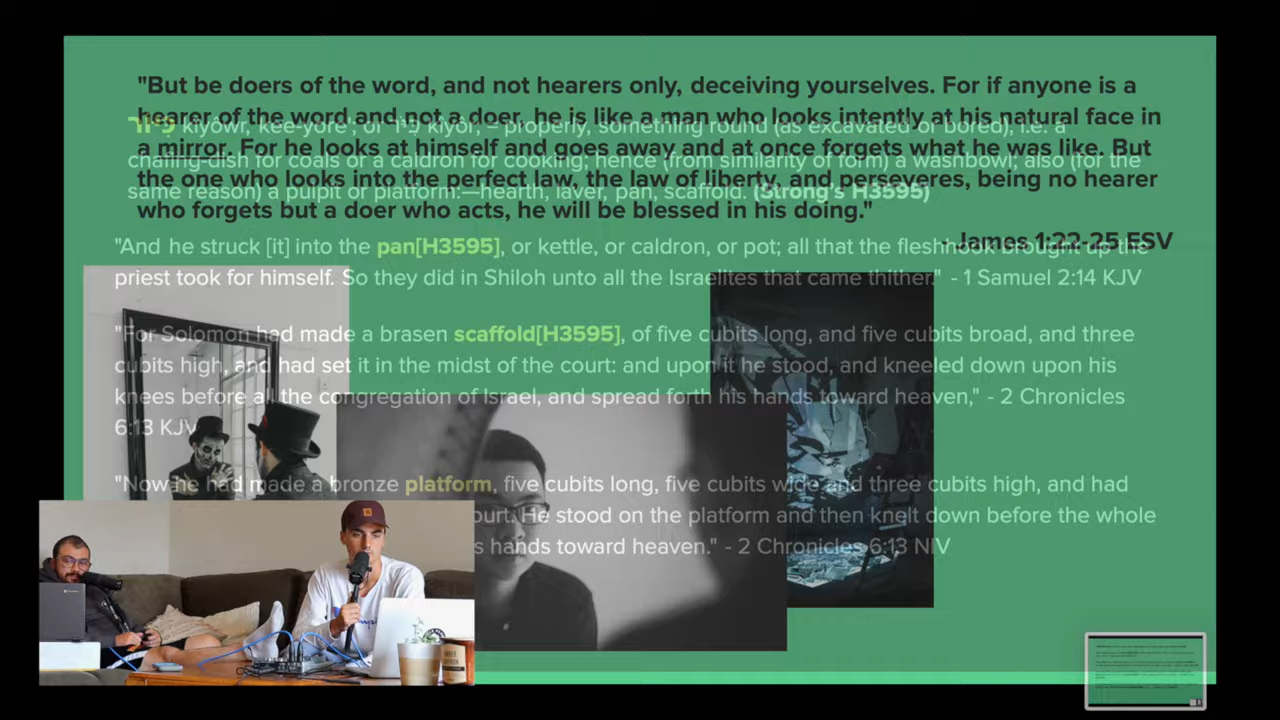 "But be doers of the word, and not hearers only, deceiving yourselves. For if anyone is a
hearer of the word and not a doer, he is like a man who looks intently at his natural face in
a mirror. For he looks at himself and goes away and at once forgets what he was like. But
the one who looks into the perfect law, the law of liberty, and perseveres, being no hearer
who forgets but a doer who acts, he will be blessed in his doing."
- James 1:22-25 ESV
kiyôwr, kee-yore'; or כִּיֹּר kiyôr; – properly, something round (as excavated or bored), i.e. a
chafing-dish for coals or a caldron for cooking; hence (from similarity of form) a washbowl; also (for the
same reason) a pulpit or platform:—hearth, laver, pan, scaffold. (Strong's H3595)
"And he struck [it] into the pan[H3595], or kettle, or caldron, or pot; all that the fleshhook brought up the
priest took for himself. So they did in Shiloh unto all the Israelites that came thither." - 1 Samuel 2:14 KJV
"For Solomon had made a brasen scaffold[H3595], of five cubits long, and five cubits broad, and three
cubits high, and had set it in the midst of the court: and upon it he stood, and kneeled down upon his
knees before all the congregation of Israel, and spread forth his hands toward heaven," - 2 Chronicles
6:13 KJV
"Now he had made a bronze platform, five cubits long, five cubits wide and three cubits high, and had
ourt. He stood on the platform and then knelt down before the whole
s hands toward heaven." - 2 Chronicles 6:13 NIV